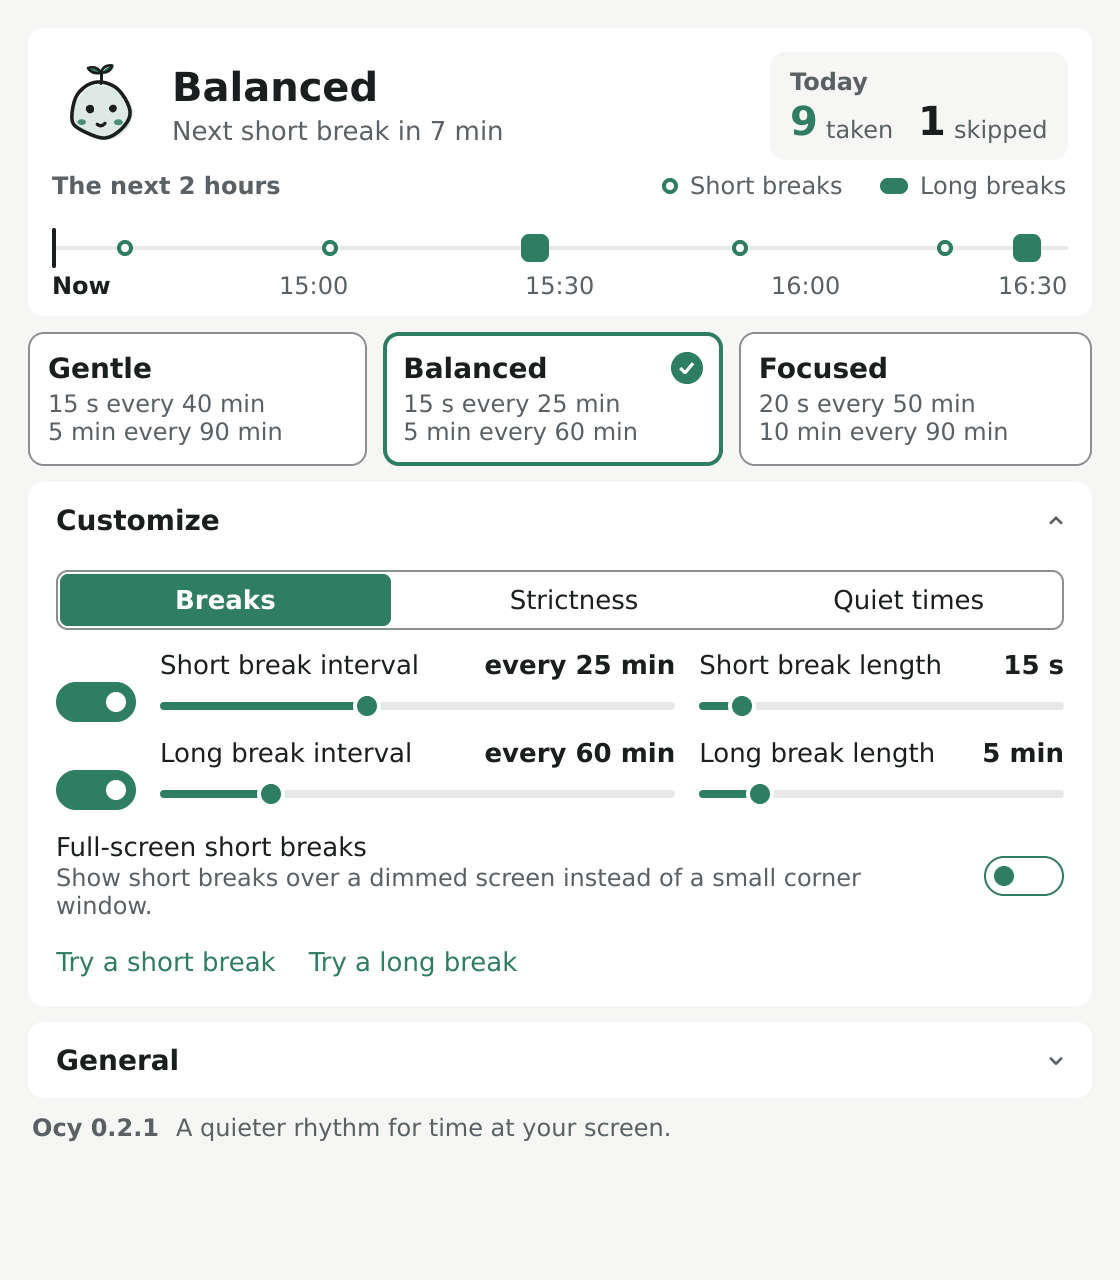 Balanced
Next short break in 7 min
Today
9 taken 1 skipped
The next 2 hours
Short breaks
Long breaks
Now 15:00 15:30 16:00 16:30
Gentle
15 s every 40 min
5 min every 90 min
Balanced
15 s every 25 min
5 min every 60 min
Focused
20 s every 50 min
10 min every 90 min
Customize
Breaks Strictness Quiet times
Short break interval every 25 min
Short break length 15 s
Long break interval every 60 min
Long break length 5 min
Full-screen short breaks
Show short breaks over a dimmed screen instead of a small corner
window.
Try a short break Try a long break
General
Ocy 0.2.1 A quieter rhythm for time at your screen.